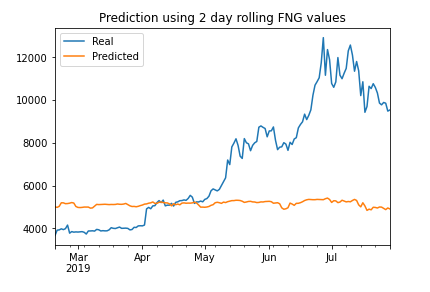 Prediction using 2 day rolling FNG values
Real
Predicted
12000
10000
8000
6000
4000
Mar
2019
Apr
May
Jun
Jul